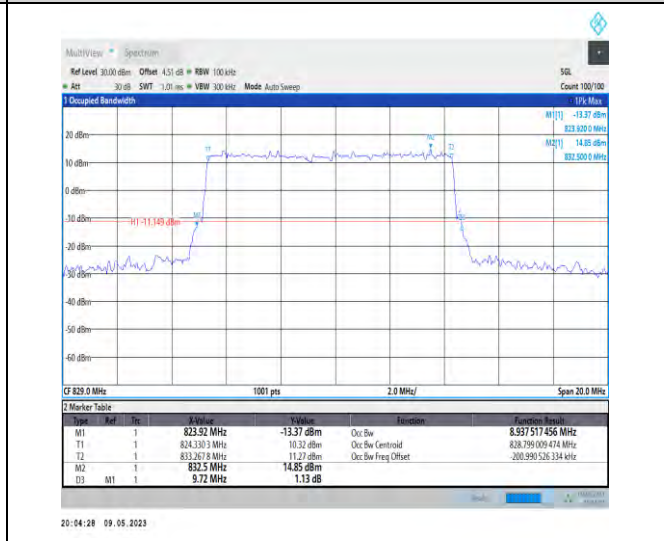 MultiView Spectrum
Ref Level 30.00 dBm Offset 4.51 dB RBW 100 kHz SGL
Att 30 dB SWT 1.01 ms VBW 300 kHz Mode Auto Sweep Count 100/100
1 Occupied Bandwidth 1Pk Max
M1[1] -13.37 dBm
823.9200 MHz
20 dBm M2[1] 14.85 dBm
832.5000 MHz
T1 M2 T2
10 dBm
0 dBm
-10 dBm H1 -11.149 dBm M1
-20 dBm
-30 dBm
-40 dBm
-50 dBm
-60 dBm
CF 829.0 MHz 1001 pts 2.0 MHz/ Span 20.0 MHz
2 Marker Table
Type Ref Trc X-Value Y-Value Function Function Result
M1 1 823.92 MHz -13.37 dBm Occ Bw 8.937 517 456 MHz
T1 1 824.330 3 MHz 10.32 dBm Occ Bw Centroid 828.799 009 474 MHz
T2 1 833.267 8 MHz 11.27 dBm Occ Bw Freq Offset -200.990 526 334 kHz
M2 1 832.5 MHz 14.85 dBm
D3 M1 1 9.72 MHz 1.13 dB
20:04:28 09.05.2023